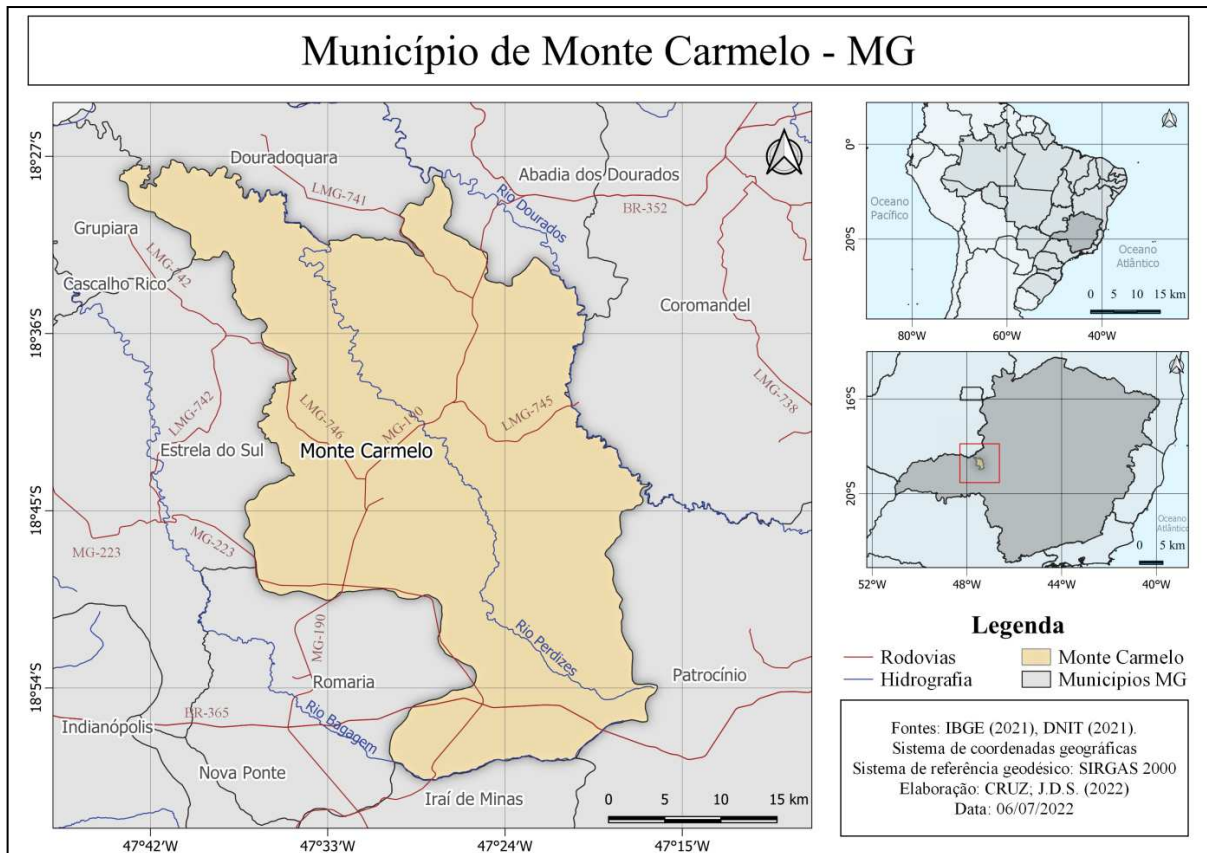 Município de Monte Carmelo - MG
Douradoquara
LMG-741
Rio Dourados
Abadia dos Dourados
BR-352
Grupiara
LMG-742
Cascalho Rico
Coromandel
LMG-738
LMG-742
LMG-746
MG-190
LMG-745
Estrela do Sul
Monte Carmelo
MG-223
MG-223
MG-190
Rio Perdizes
Romaria
Patrocínio
BR-365
Indianópolis
Rio Bagagem
Nova Ponte
Iraí de Minas
0 5 10 15 km
18°27'S
18°36'S
18°45'S
18°54'S
47°42'W 47°33'W 47°24'W 47°15'W
0°
20°S
Oceano
Pacífico
Oceano
Atlântico
0 5 10 15 km
80°W 60°W 40°W
16°S
20°S
Oceano
Atlântico
0 5 km
52°W 48°W 44°W 40°W
Legenda
Rodovias Monte Carmelo
Hidrografia Municipios MG
Fontes: IBGE (2021), DNIT (2021).
Sistema de coordenadas geográficas
Sistema de referência geodésico: SIRGAS 2000
Elaboração: CRUZ; J.D.S. (2022)
Data: 06/07/2022